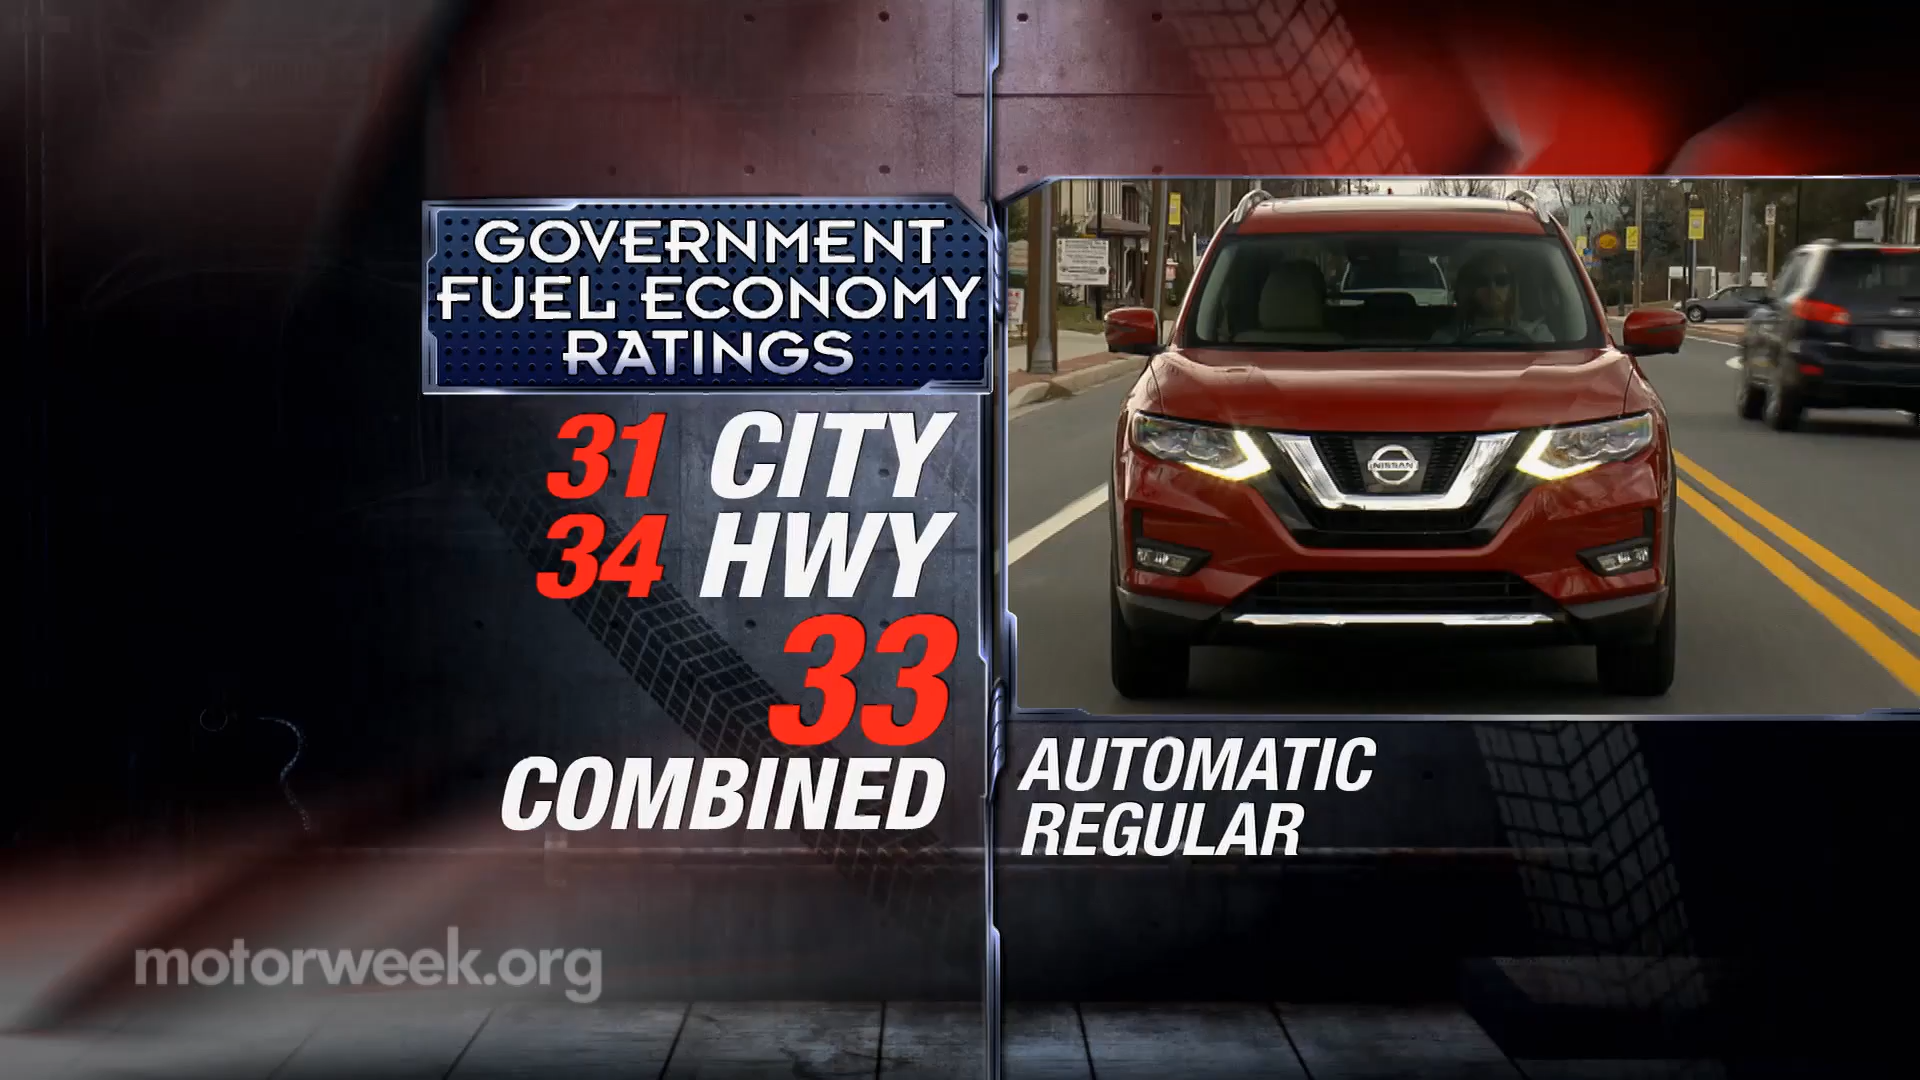 GOVERNMENT
FUEL ECONOMY
RATINGS
31 CITY
34 HWY
33
COMBINED
NISSAN
AUTOMATIC
REGULAR
motorweek.org